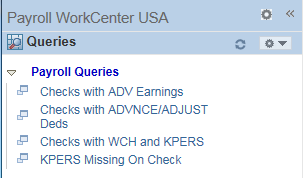 Payroll WorkCenter USA
Queries
Payroll Queries
Checks with ADV Earnings
Checks with ADVNCE/ADJUST
Deds
Checks with WCH and KPERS
KPERS Missing On Check